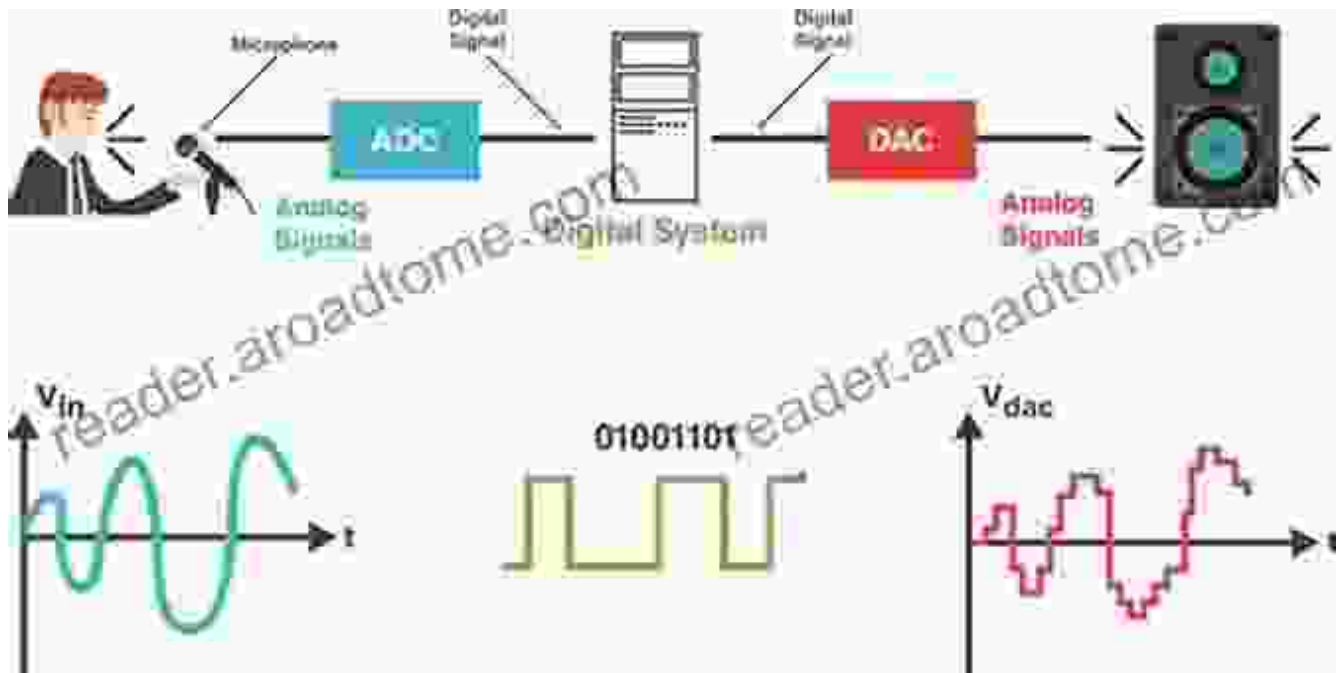 Microphone
Digital
Signal
Digital
Signal
ADC
DAC
Analog
Signals
Digital System
Analog
Signals
reader.aroadtome.com
reader.aroadtome.com
Vin
t
01001101
Vdac
t